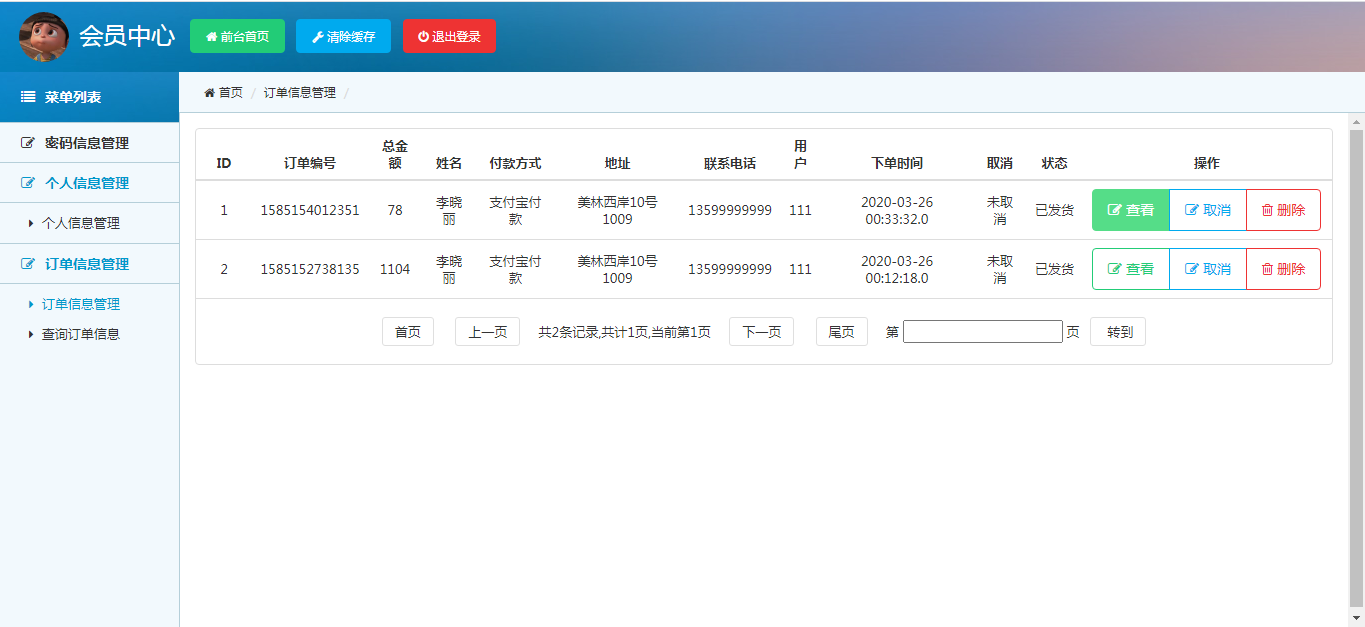 会员中心 前台首页 清除缓存 退出登录
菜单列表
首页 / 订单信息管理 /
密码信息管理
个人信息管理
个人信息管理
订单信息管理
订单信息管理
查询订单信息
ID 订单编号 总金额 姓名 付款方式 地址 联系电话 用户 下单时间 取消 状态 操作
1 1585154012351 78 李晓丽 支付宝付款 美林西岸10号1009 13599999999 111 2020-03-26 00:33:32.0 未取消 已发货 查看 取消 删除
2 1585152738135 1104 李晓丽 支付宝付款 美林西岸10号1009 13599999999 111 2020-03-26 00:12:18.0 未取消 已发货 查看 取消 删除
首页 上一页 共2条记录,共计1页,当前第1页 下一页 尾页 第 页 转到